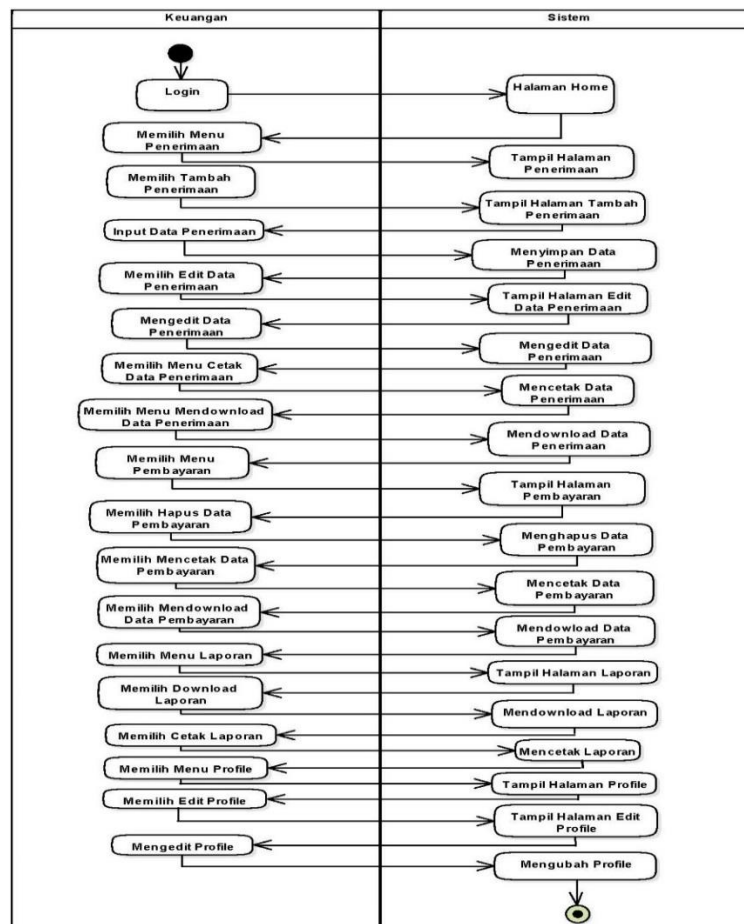 Keuangan
Sistem
Login
Halaman Home
Memilih Menu
Penerimaan
Tampil Halaman
Penerimaan
Memilih Tambah
Penerimaan
Tampil Halaman Tambah
Penerimaan
Input Data Penerimaan
Menyimpan Data
Penerimaan
Memilih Edit Data
Penerimaan
Tampil Halaman Edit
Data Penerimaan
Mengedit Data
Penerimaan
Mengedit Data
Penerimaan
Memilih Menu Cetak
Data Penerimaan
Mencetak Data
Penerimaan
Memilih Menu Mendownload
Data Penerimaan
Mendownload Data
Penerimaan
Memilih Menu
Pembayaran
Tampil Halaman
Pembayaran
Memilih Hapus Data
Pembayaran
Menghapus Data
Pembayaran
Memilih Mencetak Data
Pembayaran
Mencetak Data
Pembayaran
Memilih Mendownload
Data Pembayaran
Mendowload Data
Pembayaran
Memilih Menu Laporan
Tampil Halaman Laporan
Memilih Download
Laporan
Mendownload Laporan
Memilih Cetak Laporan
Mencetak Laporan
Memilih Menu Profile
Tampil Halaman Profile
Memilih Edit Profile
Tampil Halaman Edit
Profile
Mengedit Profile
Mengubah Profile